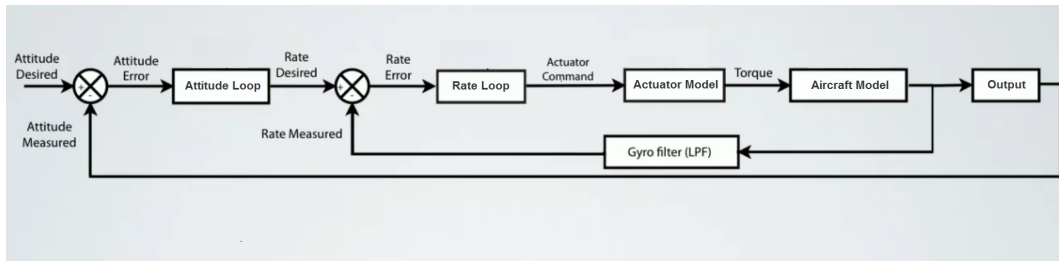 Attitude
Desired
Attitude
Error
Attitude Loop
Rate
Desired
Rate
Error
Rate Loop
Actuator
Command
Actuator Model
Torque
Aircraft Model
Output
Attitude
Measured
Rate Measured
Gyro filter (LPF)